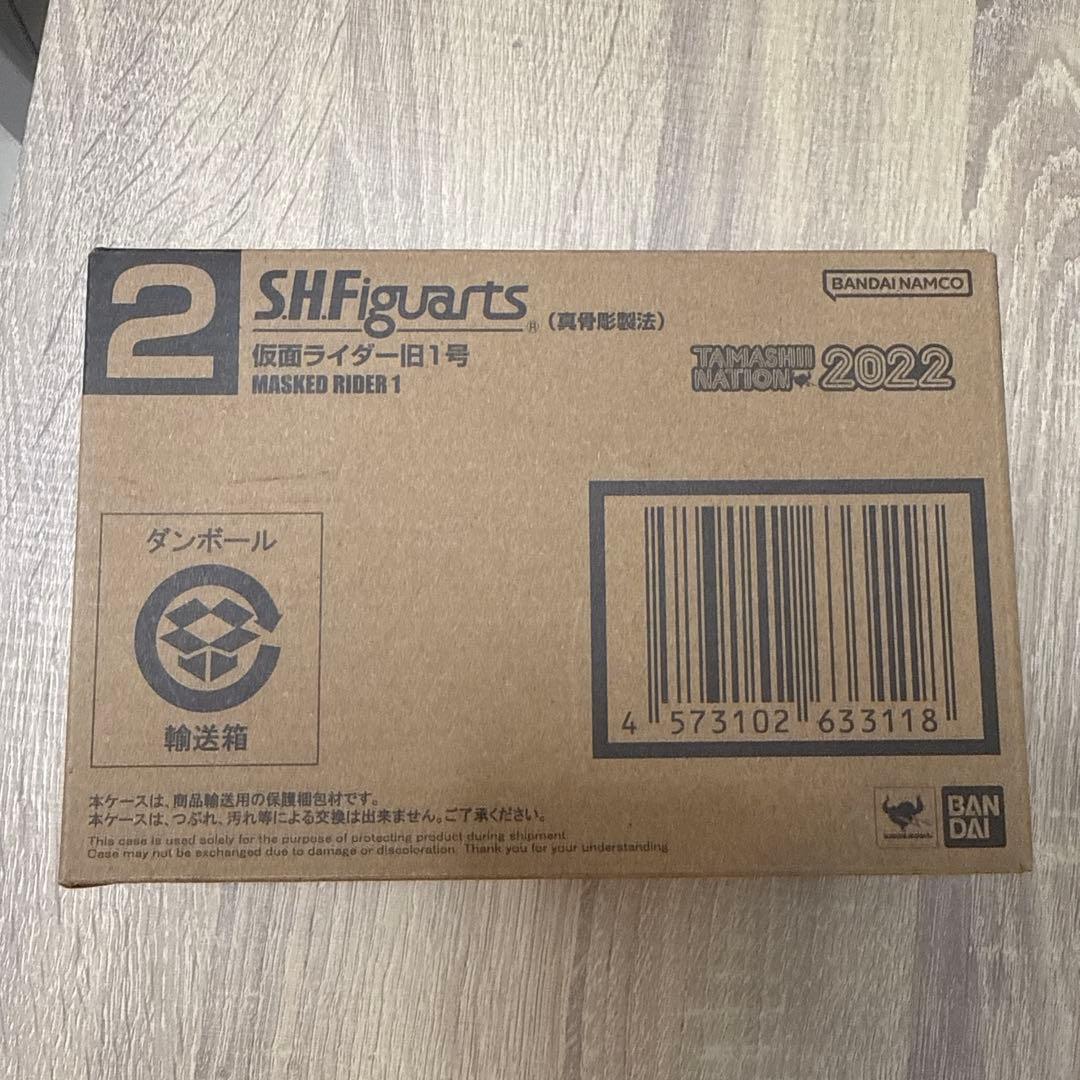 2
S.H.Figuarts® (真骨彫製法)
仮面ライダー旧1号
MASKED RIDER 1
BANDAI NAMCO
TAMASHII
NATION 2022
ダンボール
輸送箱
4 573102 633118
本ケースは、商品輸送用の保護梱包材です。
本ケースは、つぶれ、汚れ等による交換は出来ません。ご了承ください。
This case is used solely for the purpose of protecting product during shipment.
Case may not be exchanged due to damage or discoloration. Thank you for your understanding.
BAN
DAI